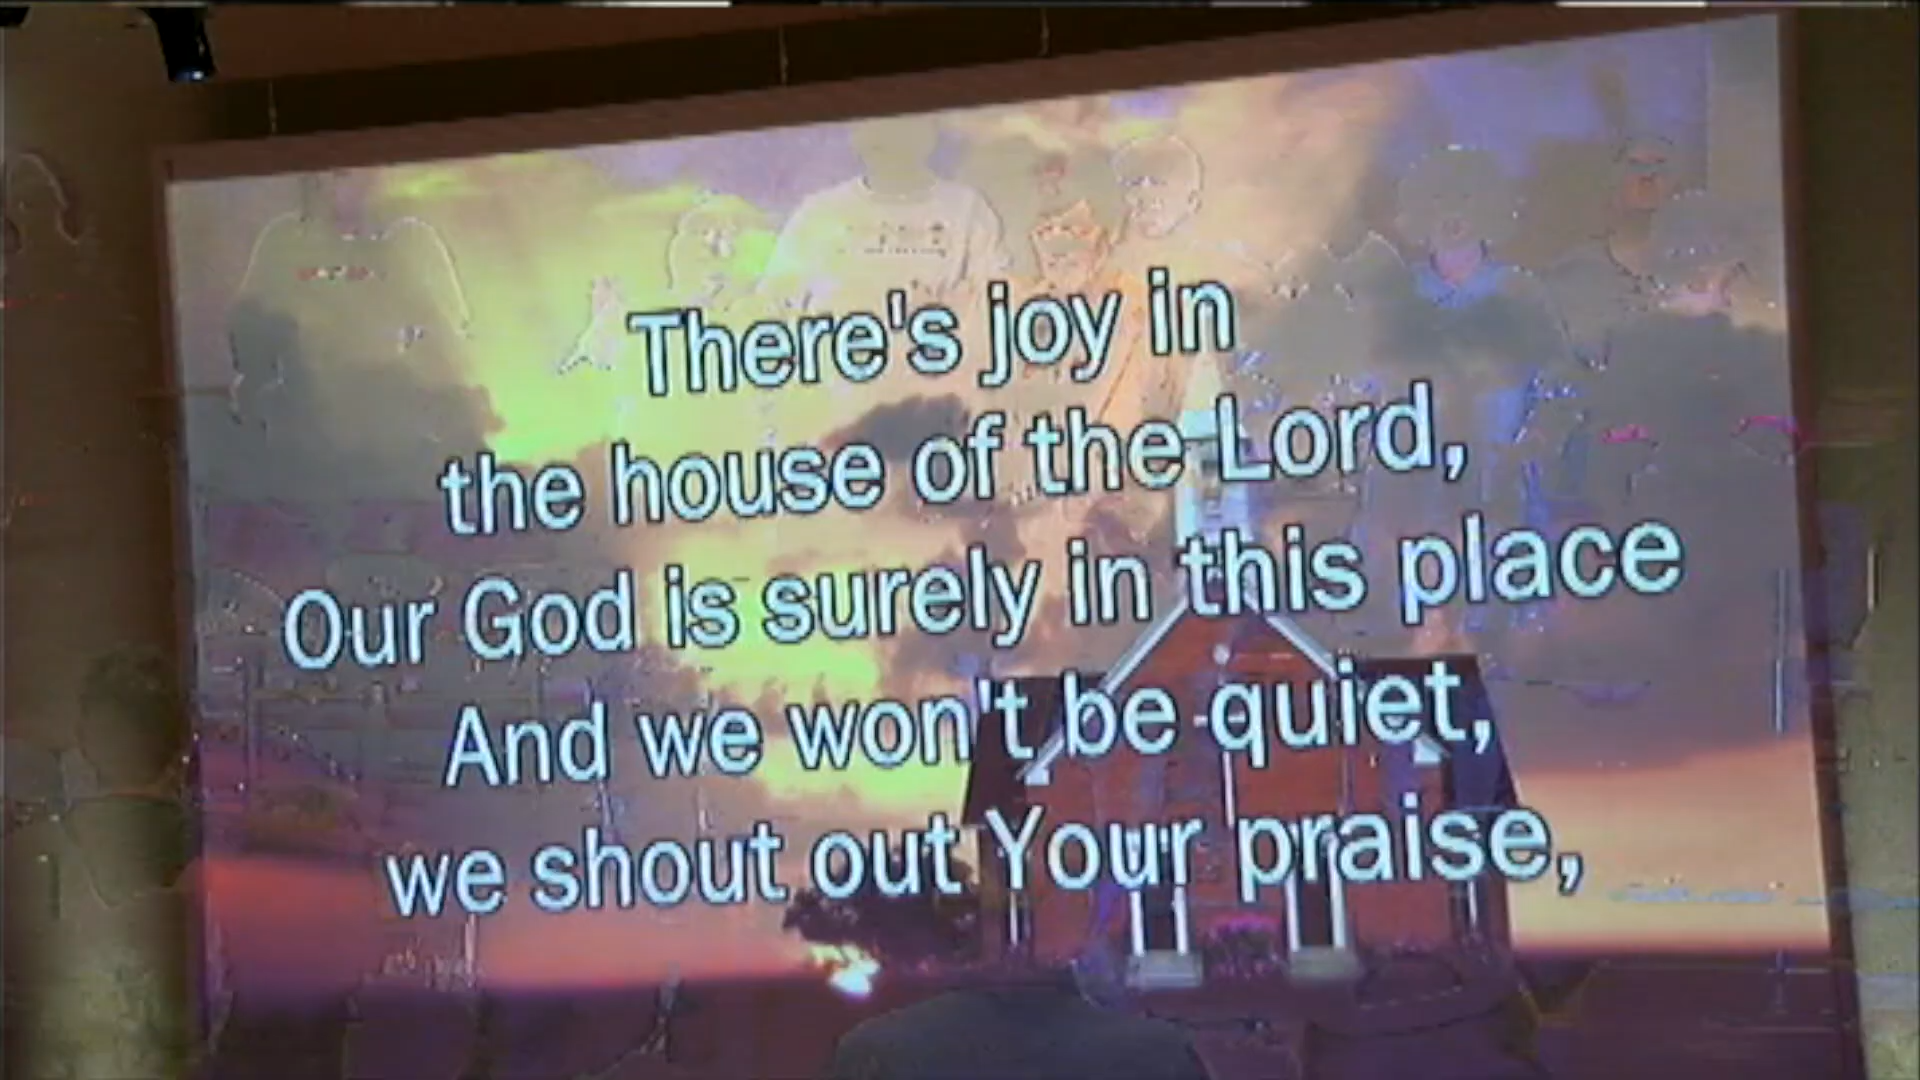 There's joy in
the house of the Lord,
Our God is surely in this place
And we won't be quiet,
we shout out Your praise,